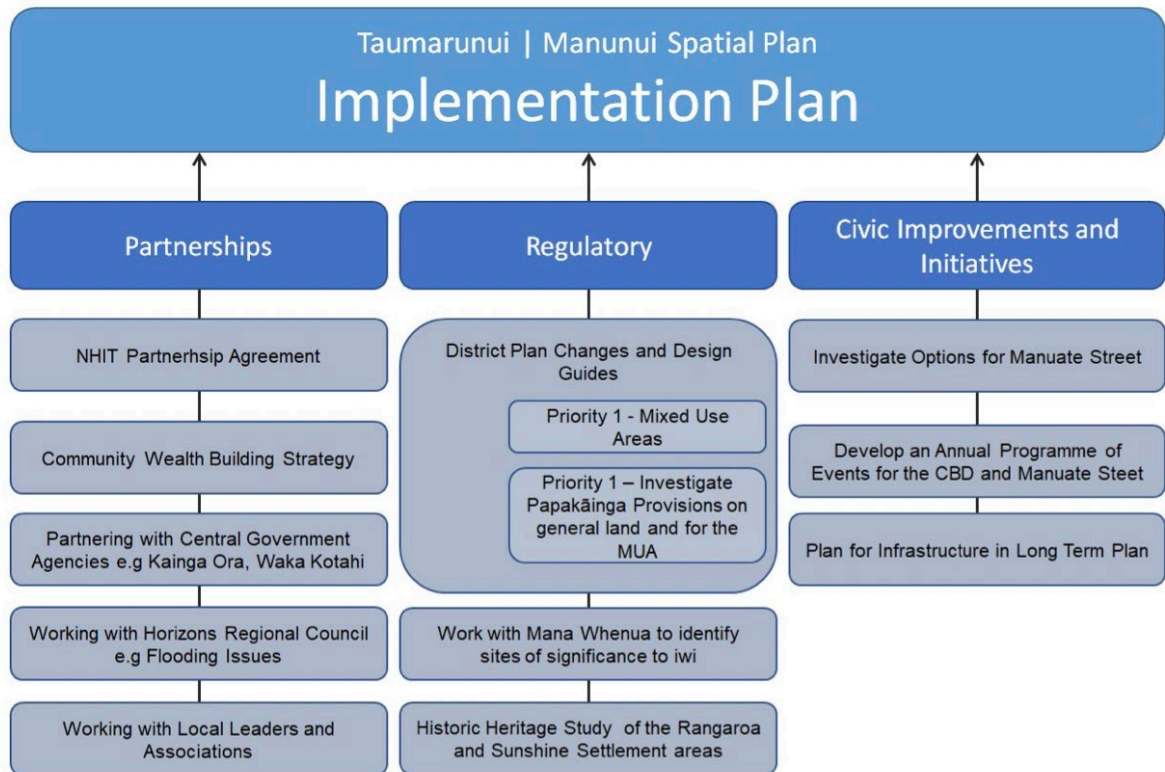 Taumarunui | Manunui Spatial Plan
Implementation Plan
Partnerships
NHIT Partnerhsip Agreement
Community Wealth Building Strategy
Partnering with Central Government
Agencies e.g Kainga Ora, Waka Kotahi
Working with Horizons Regional Council
e.g Flooding Issues
Working with Local Leaders and
Associations
Regulatory
District Plan Changes and Design
Guides
Priority 1 - Mixed Use
Areas
Priority 1 – Investigate
Papakāinga Provisions on
general land and for the
MUA
Work with Mana Whenua to identify
sites of significance to iwi
Historic Heritage Study of the Rangaroa
and Sunshine Settlement areas
Civic Improvements and
Initiatives
Investigate Options for Manuate Street
Develop an Annual Programme of
Events for the CBD and Manuate Steet
Plan for Infrastructure in Long Term Plan